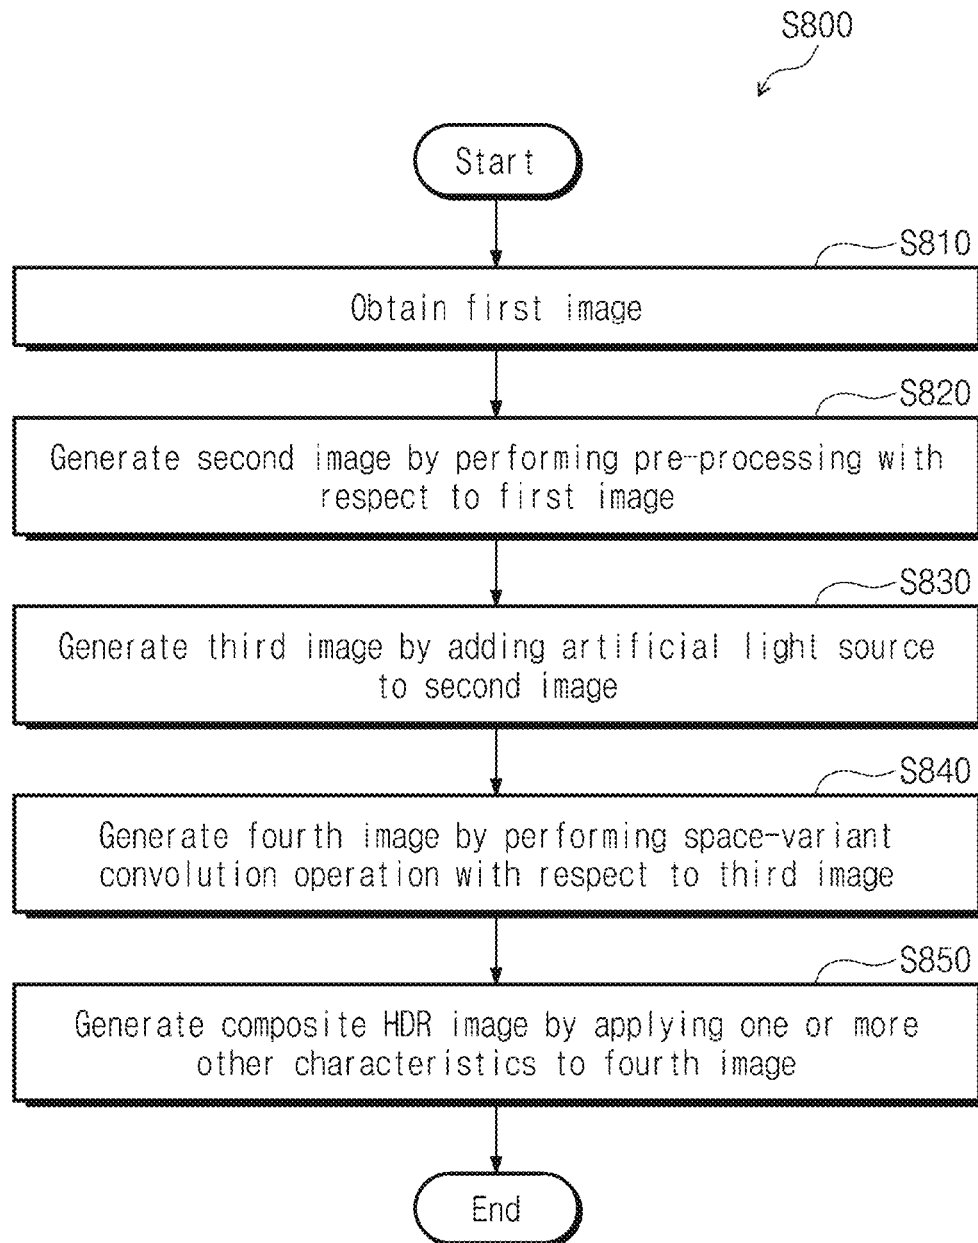 S800
Start
S810
Obtain first image
S820
Generate second image by performing pre-processing with
respect to first image
S830
Generate third image by adding artificial light source
to second image
S840
Generate fourth image by performing space-variant
convolution operation with respect to third image
S850
Generate composite HDR image by applying one or more
other characteristics to fourth image
End